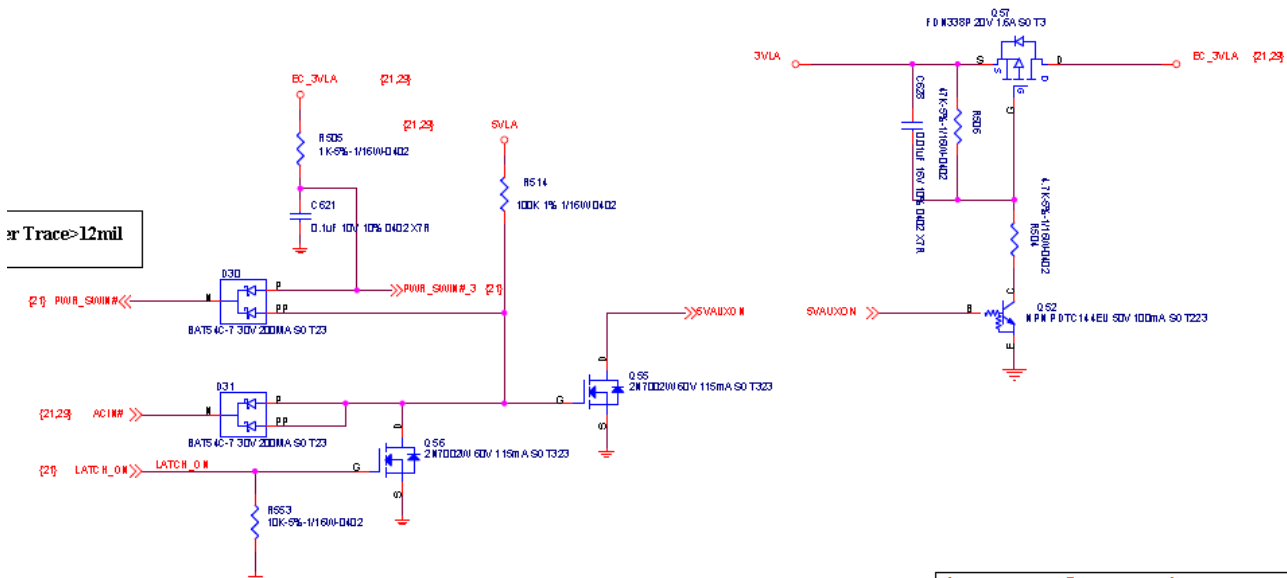 Q57
FDN338P 20V 1.6A SOT3
3VLA
S
D
EC_3VLA {21,29}
S
D
G
G
C628
0.01uF 16V 10% 0402 X7R
R506
47K-5%-1/16W-0402
EC_3VLA {21,29}
{21,29}
R505
1K-5%-1/16W-0402
5VLA
R514
100K 1% 1/16W-0402
C621
0.1uF 10V 10% 0402 X7R
er Trace>12mil
4.7K-5%-1/16W-0402
R504
D30
{21} PWR_SWIN#
N
P
PP
PWR_SWIN#_3 {21}
BAT54C-7 30V 200MA SOT23
5VAUXON
5VAUXON
B
C
E
Q52
NPN PDTC144EU 50V 100mA SOT223
D31
{21,29} ACIN#
N
P
PP
BAT54C-7 30V 200MA SOT23
D
G
S
Q55
2N7002W 60V 115mA SOT323
D
G
S
Q56
2N7002W 60V 115mA SOT323
{21} LATCH_ON
LATCH_ON
R553
10K-5%-1/16W-0402